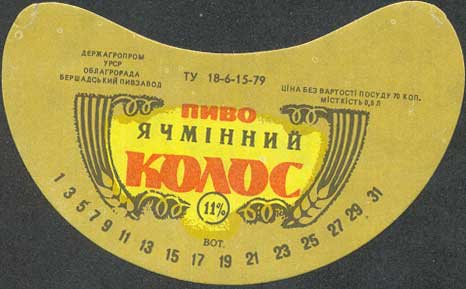 ДЕРЖАГРОПРОМ
УРСР
ОБЛАГРОРАДА
БЕРШАДСЬКИЙ ПИВЗАВОД
ТУ 18-6-15-79
ЦІНА БЕЗ ВАРТОСТІ ПОСУДУ 70 КОП.
МІСТКІСТЬ 0,5 Л
ПИВО
ЯЧМІННИЙ
КОЛОС
11%
ВОТ.
1 3 5 7 9 11 13 15 17 19 21 23 25 27 29 31